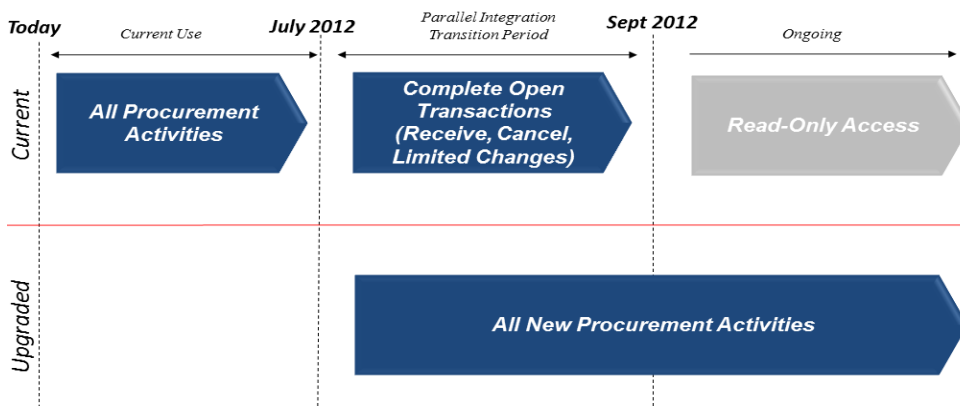 Today
Current Use
July 2012
Parallel Integration
Transition Period
Sept 2012
Ongoing
Current
All Procurement
Activities
Complete Open
Transactions
(Receive, Cancel,
Limited Changes)
Read-Only Access
Upgraded
All New Procurement Activities